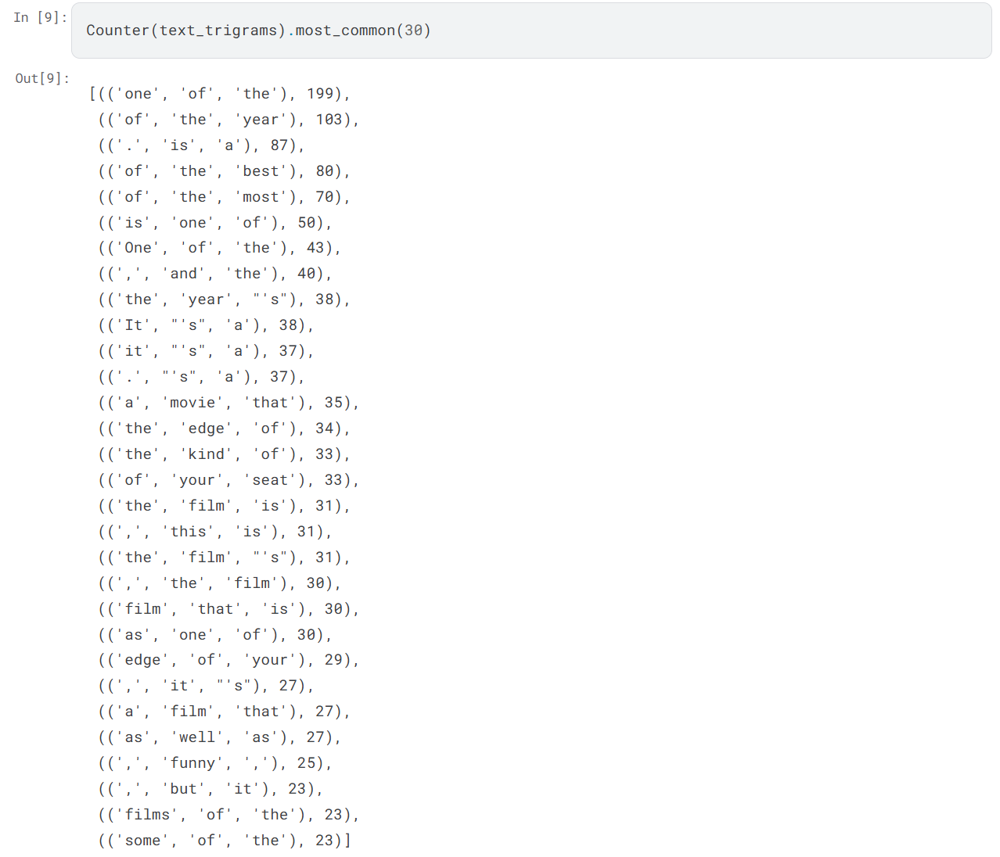 In [9]:
Counter(text_trigrams).most_common(30)
Out[9]:
[(('one', 'of', 'the'), 199),
(('of', 'the', 'year'), 103),
(('.', 'is', 'a'), 87),
(('of', 'the', 'best'), 80),
(('of', 'the', 'most'), 70),
(('is', 'one', 'of'), 50),
(('One', 'of', 'the'), 43),
((',', 'and', 'the'), 40),
(('the', 'year', "'s"), 38),
(('It', "'s", 'a'), 38),
(('it', "'s", 'a'), 37),
(('.', "'s", 'a'), 37),
(('a', 'movie', 'that'), 35),
(('the', 'edge', 'of'), 34),
(('the', 'kind', 'of'), 33),
(('of', 'your', 'seat'), 33),
(('the', 'film', 'is'), 31),
((',', 'this', 'is'), 31),
(('the', 'film', "'s"), 31),
((',', 'the', 'film'), 30),
(('film', 'that', 'is'), 30),
(('as', 'one', 'of'), 30),
(('edge', 'of', 'your'), 29),
((',', 'it', "'s"), 27),
(('a', 'film', 'that'), 27),
(('as', 'well', 'as'), 27),
((',', 'funny', ','), 25),
((',', 'but', 'it'), 23),
(('films', 'of', 'the'), 23),
(('some', 'of', 'the'), 23)]